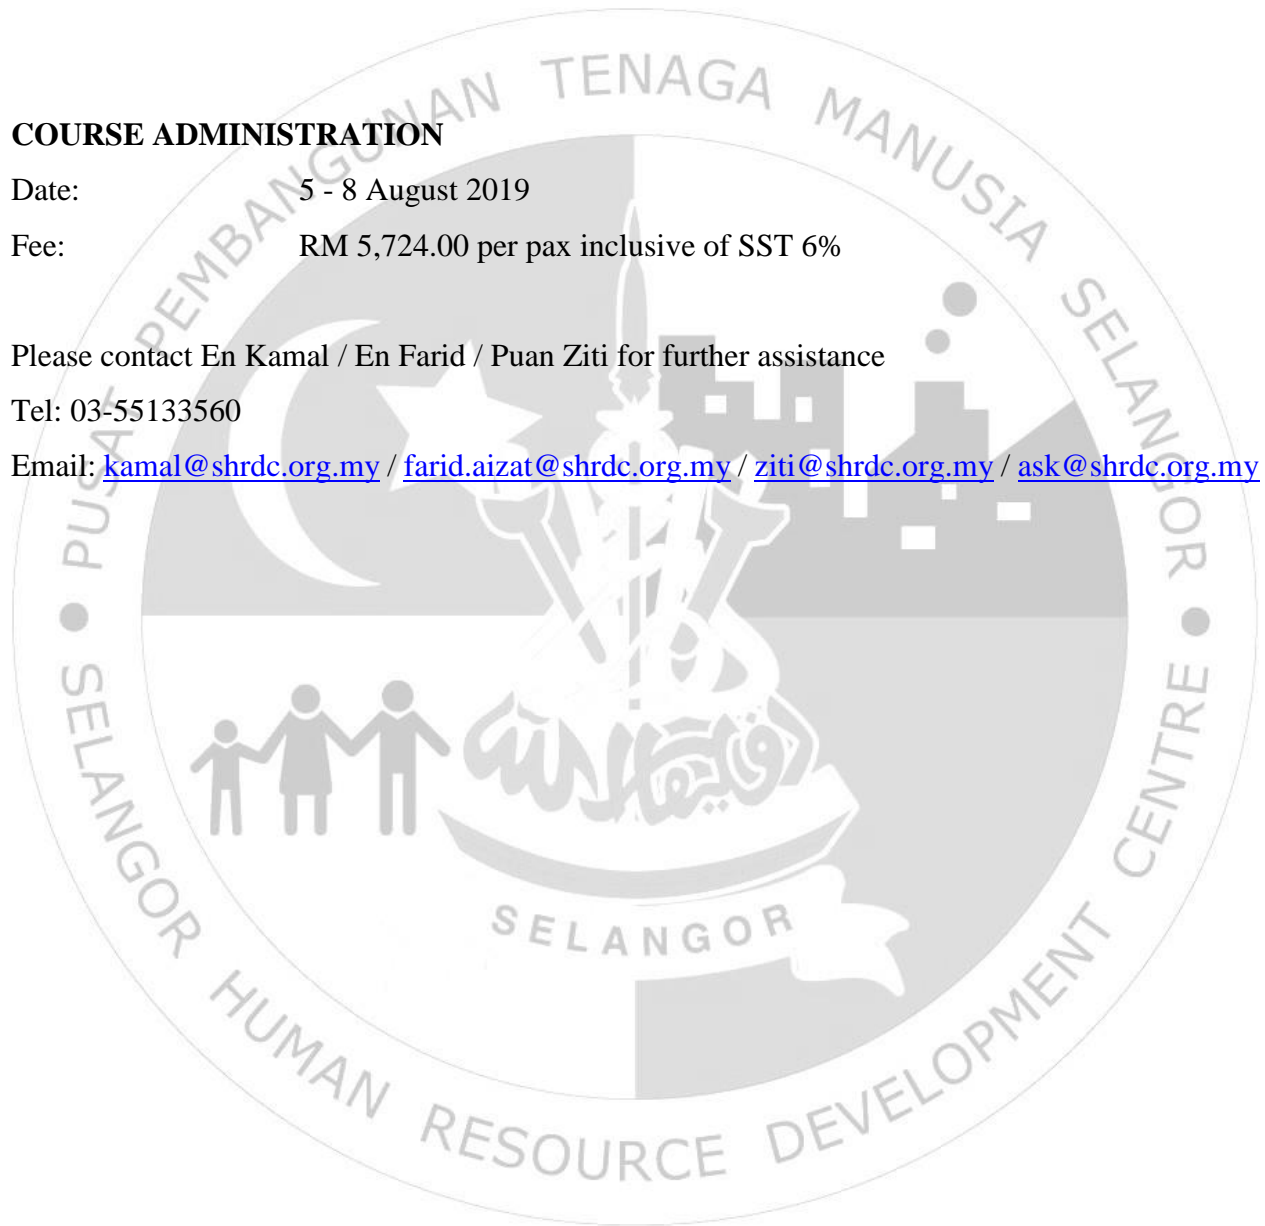 PUSAT PEMBANGUNAN TENAGA MANUSIA SELANGOR
COURSE ADMINISTRATION
Date: 5 - 8 August 2019
Fee: RM 5,724.00 per pax inclusive of SST 6%
Please contact En Kamal / En Farid / Puan Ziti for further assistance
Tel: 03-55133560
Email: kamal@shrdc.org.my / farid.aizat@shrdc.org.my / ziti@shrdc.org.my / ask@shrdc.org.my
SELANGOR
SELANGOR HUMAN RESOURCE DEVELOPMENT CENTRE